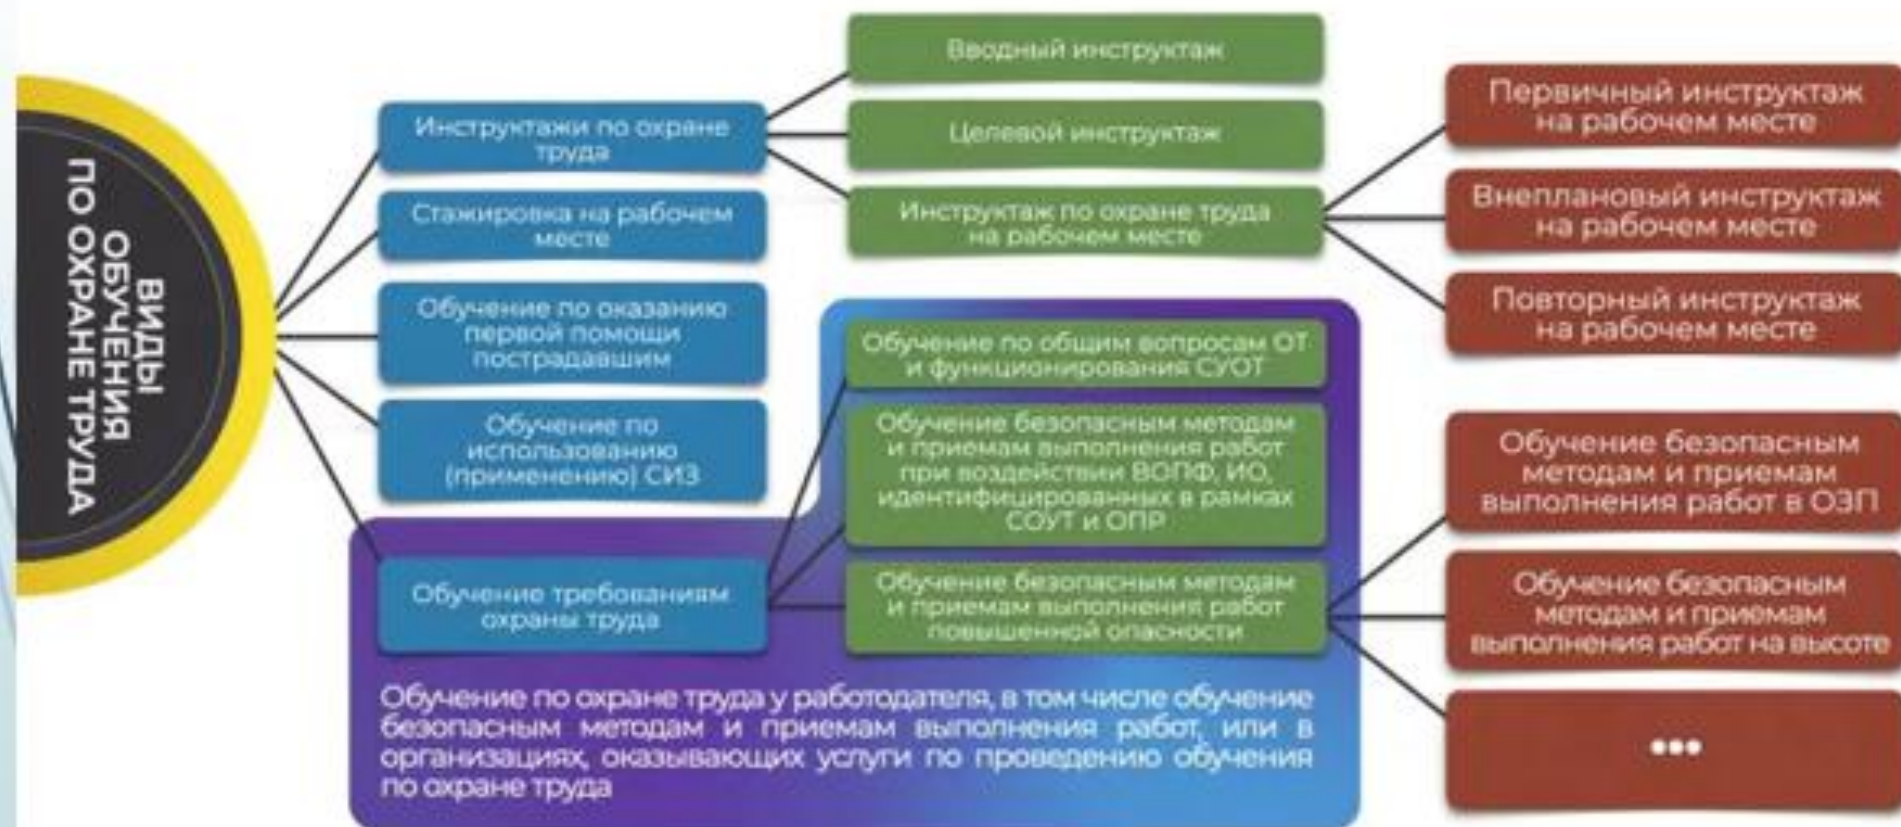 ВИДЫ
ОБУЧЕНИЯ
ПО ОХРАНЕ ТРУДА
Инструктажи по охране
труда
Стажировка на рабочем
месте
Обучение по оказанию
первой помощи
пострадавшим
Обучение по
использованию
(применению) СИЗ
Обучение требованиям
охраны труда
Вводный инструктаж
Целевой инструктаж
Инструктаж по охране труда
на рабочем месте
Обучение по общим вопросам ОТ
и функционирования СУОТ
Обучение безопасным методам
и приемам выполнения работ
при воздействии ВОПФ, ИО,
идентифицированных в рамках
СОУТ и ОПР
Обучение безопасным методам
и приемам выполнения работ
повышенной опасности
Первичный инструктаж
на рабочем месте
Внеплановый инструктаж
на рабочем месте
Повторный инструктаж
на рабочем месте
Обучение безопасным
методам и приемам
выполнения работ в ОЗП
Обучение безопасным
методам и приемам
выполнения работ на высоте
•••
Обучение по охране труда у работодателя, в том числе обучение
безопасным методам и приемам выполнения работ, или в
организациях, оказывающих услуги по проведению обучения
по охране труда